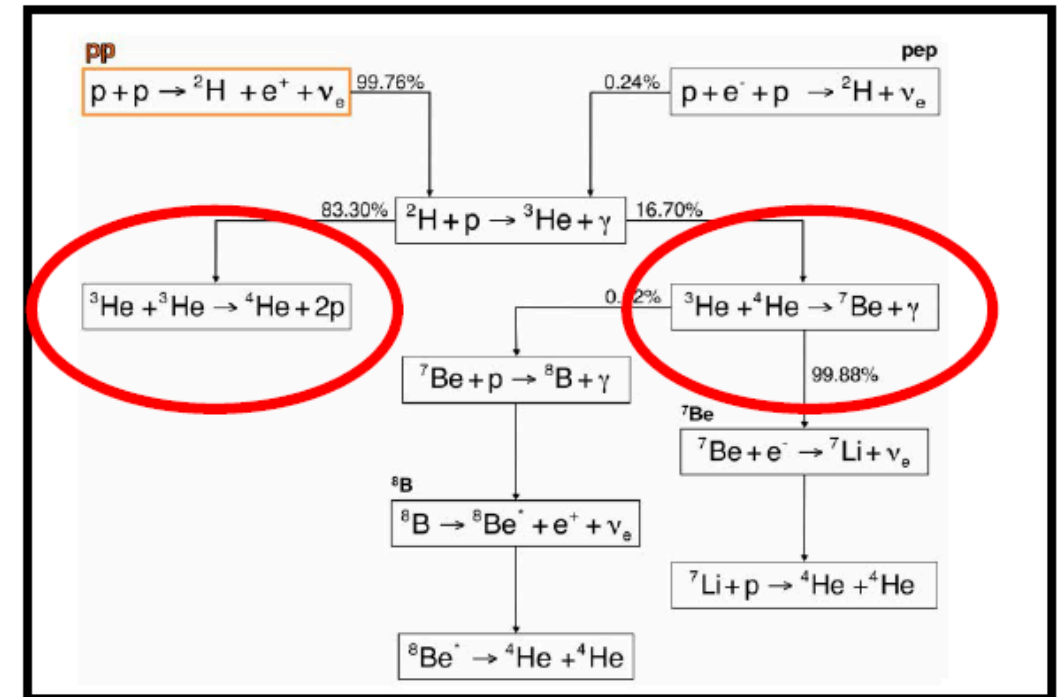 pp
pep
p + p → ²H + e⁺ + νₑ
99.76%
0.24%
p + e⁻ + p → ²H + νₑ
83.30%
²H + p → ³He + γ
16.70%
³He + ³He → ⁴He + 2p
³He + ⁴He → ⁷Be + γ
⁷Be + p → ⁸B + γ
99.88%
⁷Be
⁷Be + e⁻ → ⁷Li + νₑ
⁸B
⁸B → ⁸Be* + e⁺ + νₑ
⁷Li + p → ⁴He + ⁴He
⁸Be* → ⁴He + ⁴He